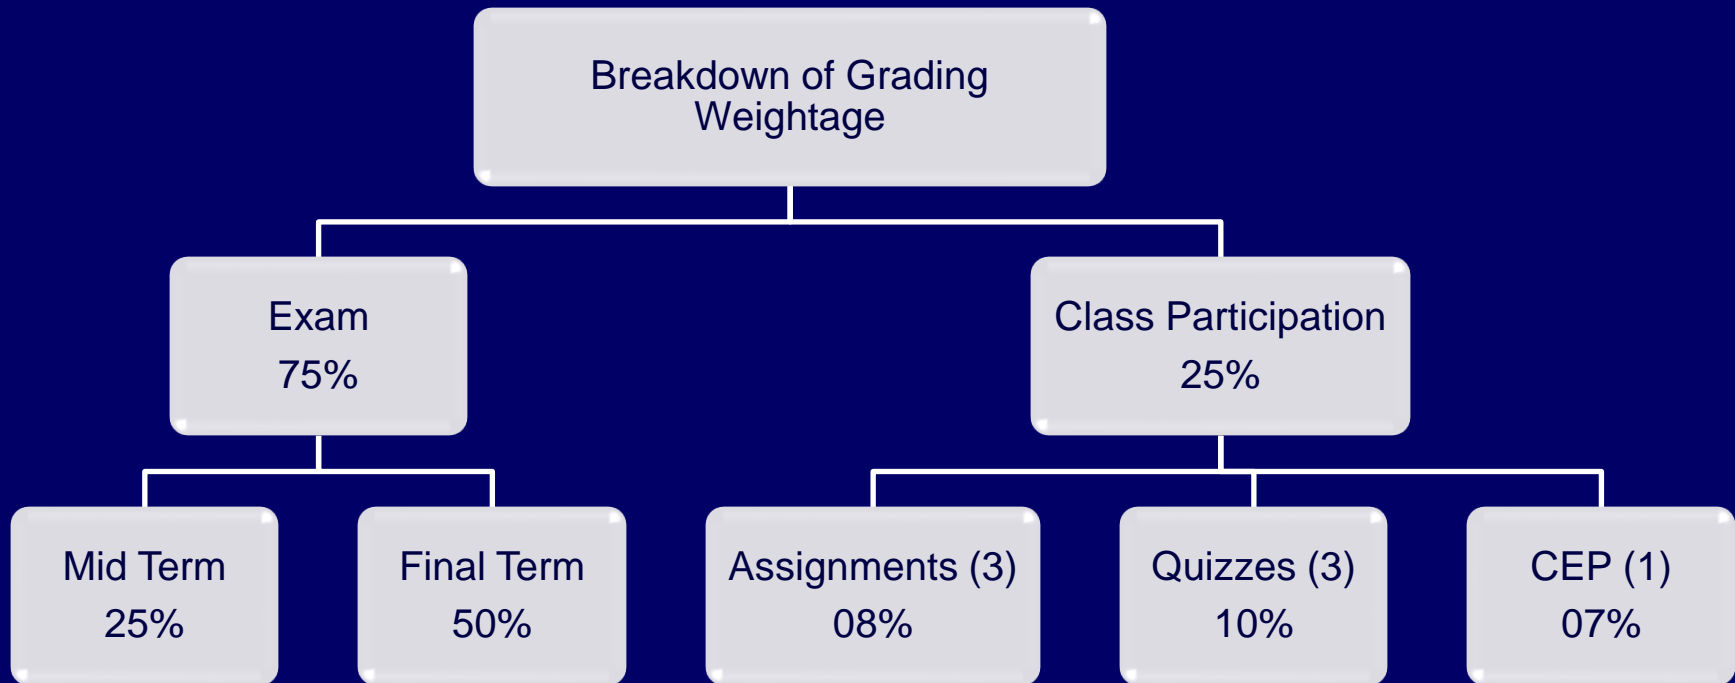 Breakdown of Grading
Weightage
Exam
75%
Class Participation
25%
Mid Term
25%
Final Term
50%
Assignments (3)
08%
Quizzes (3)
10%
CEP (1)
07%